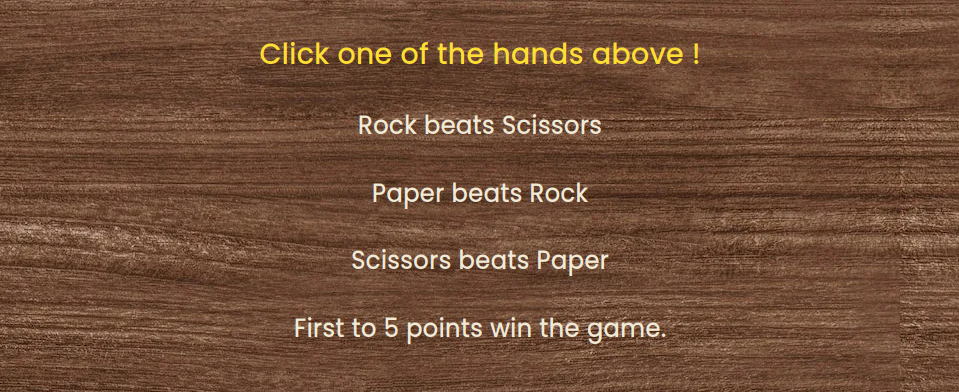 Click one of the hands above !
Rock beats Scissors
Paper beats Rock
Scissors beats Paper
First to 5 points win the game.